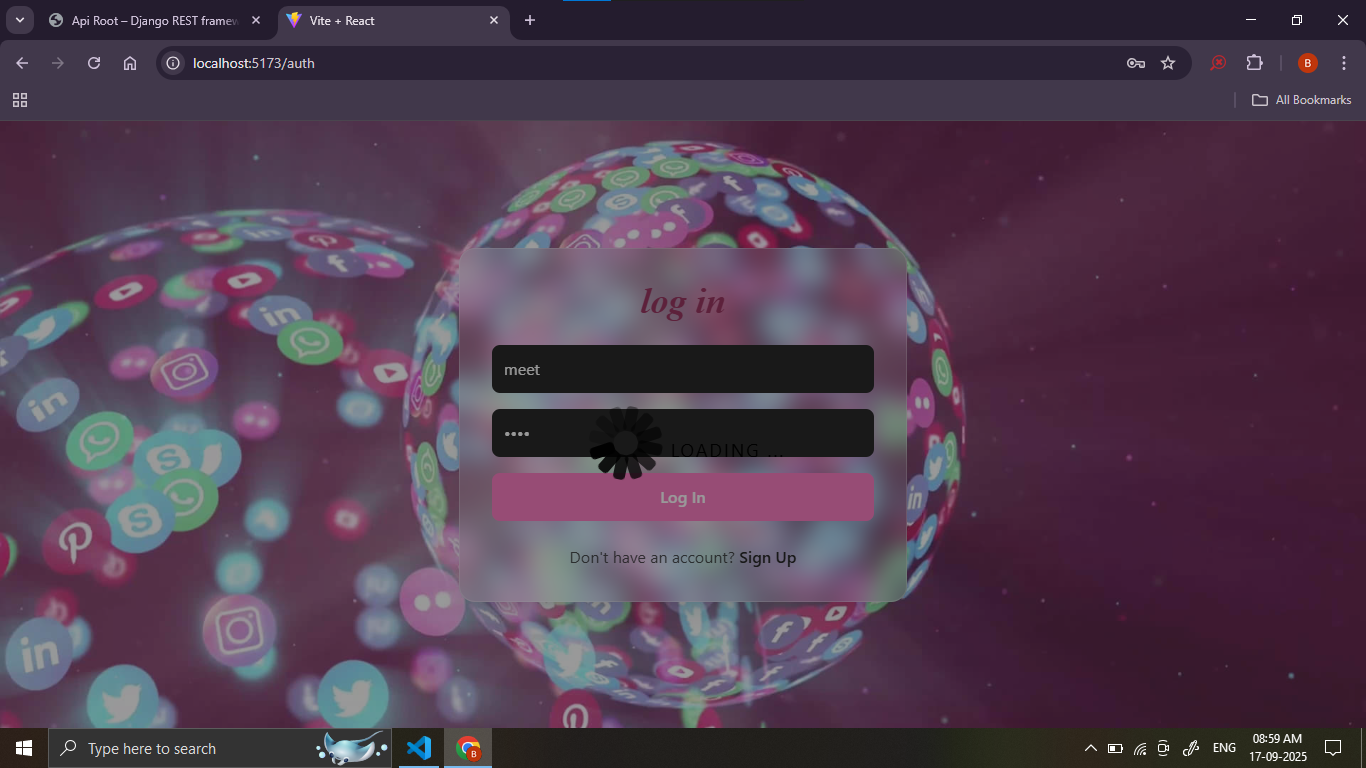 Api Root – Django REST framew
Vite + React
localhost:5173/auth
B
All Bookmarks
log in
meet
••••
LOADING ...
Log In
Don't have an account? Sign Up
Type here to search
B
ENG
08:59 AM
17-09-2025